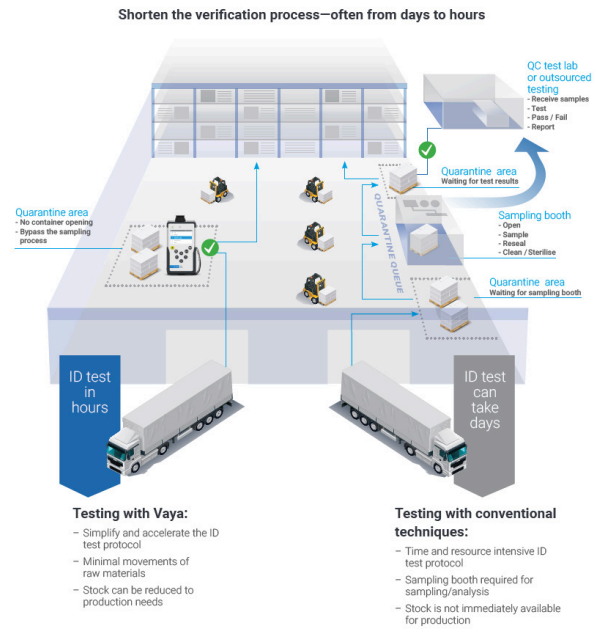 Shorten the verification process—often from days to hours
QC test lab
or outsourced
testing
- Receive samples
- Test
- Pass / Fail
- Report
Quarantine area
Waiting for test results
Quarantine area
- No container opening
- Bypass the sampling
process
QUARANTINE QUEUE
Sampling booth
- Open
- Sample
- Reseal
- Clean / Sterilise
Quarantine area
Waiting for sampling booth
ID test
in
hours
ID test
can
take
days
Testing with Vaya:
– Simplify and accelerate the ID
test protocol
– Minimal movements of
raw materials
– Stock can be reduced to
production needs
Testing with conventional
techniques:
– Time and resource intensive ID
test protocol
– Sampling booth required for
sampling/analysis
– Stock is not immediately available
for production